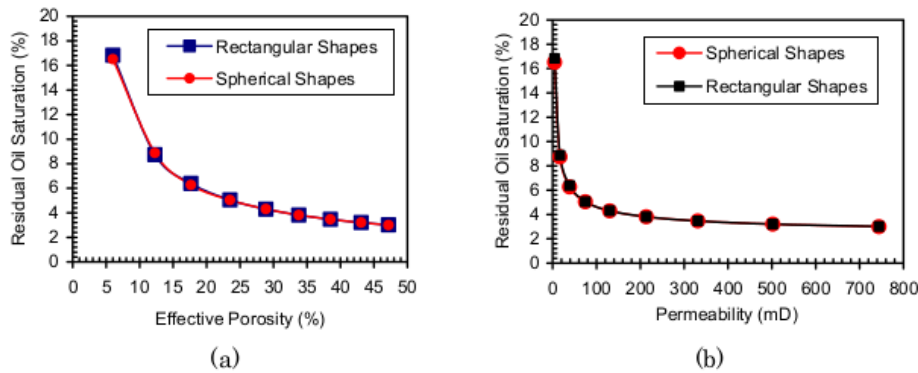 20
18
16
14
12
10
8
6
4
2
0
Residual Oil Saturation (%)
Rectangular Shapes
Spherical Shapes
0 5 10 15 20 25 30 35 40 45 50
Effective Porosity (%)
(a)
20
18
16
14
12
10
8
6
4
2
0
Residual Oil Saturation (%)
Spherical Shapes
Rectangular Shapes
0 100 200 300 400 500 600 700 800
Permeability (mD)
(b)